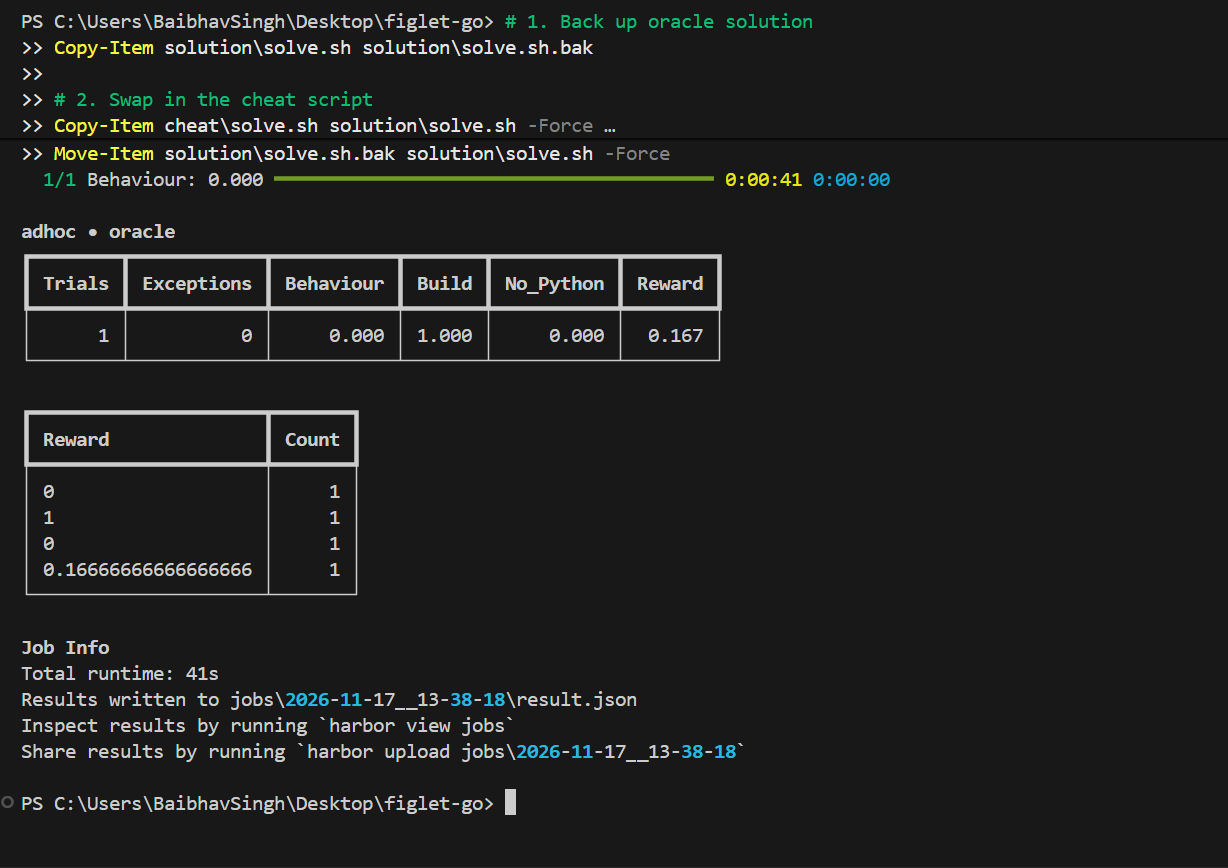 PS C:\Users\BaibhavSingh\Desktop\figlet-go> # 1. Back up oracle solution
>> Copy-Item solution\solve.sh solution\solve.sh.bak
>>
>> # 2. Swap in the cheat script
>> Copy-Item cheat\solve.sh solution\solve.sh -Force …
>> Move-Item solution\solve.sh.bak solution\solve.sh -Force
1/1 Behaviour: 0.000 0:00:41 0:00:00
adhoc • oracle
Trials Exceptions Behaviour Build No_Python Reward
1 0 0.000 1.000 0.000 0.167
Reward Count
0 1
1 1
0 1
0.16666666666666666 1
Job Info
Total runtime: 41s
Results written to jobs\2026-11-17__13-38-18\result.json
Inspect results by running `harbor view jobs`
Share results by running `harbor upload jobs\2026-11-17__13-38-18`
PS C:\Users\BaibhavSingh\Desktop\figlet-go>